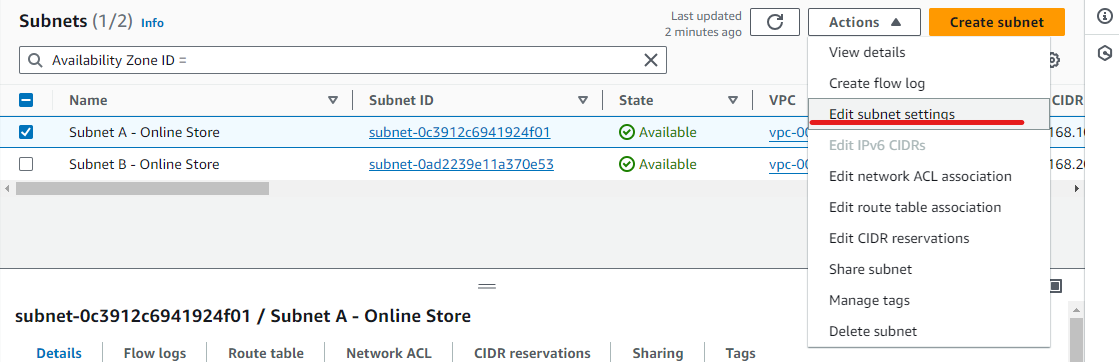 Subnets (1/2) Info
Last updated
2 minutes ago
Actions
Create subnet
Availability Zone ID =
View details
Create flow log
Edit subnet settings
Edit IPv6 CIDRs
Edit network ACL association
Edit route table association
Edit CIDR reservations
Share subnet
Manage tags
Delete subnet
Name Subnet ID State VPC CIDR
Subnet A - Online Store subnet-0c3912c6941924f01 Available
Subnet B - Online Store subnet-0ad2239e11a370e53 Available
subnet-0c3912c6941924f01 / Subnet A - Online Store
Details Flow logs Route table Network ACL CIDR reservations Sharing Tags